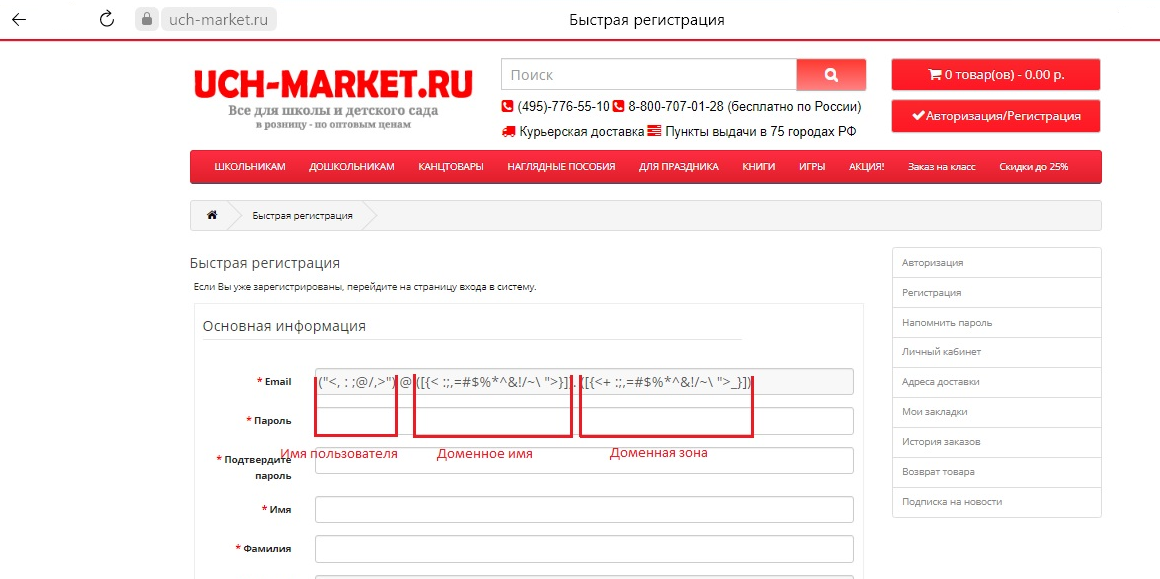 uch-market.ru Быстрая регистрация
UCH-MARKET.RU
Все для школы и детского сада
в розницу - по оптовым ценам
Поиск
(495)-776-55-10 8-800-707-01-28 (бесплатно по России)
Курьерская доставка Пункты выдачи в 75 городах РФ
0 товар(ов) - 0.00 р.
Авторизация/Регистрация
ШКОЛЬНИКАМ ДОШКОЛЬНИКАМ КАНЦТОВАРЫ НАГЛЯДНЫЕ ПОСОБИЯ ДЛЯ ПРАЗДНИКА КНИГИ ИГРЫ АКЦИЯ! Заказ на класс Скидки до 25%
Быстрая регистрация
Быстрая регистрация
Если Вы уже зарегистрированы, перейдите на страницу входа в систему.
Основная информация
* Email ("<, : ;@/,>")@([{< :;,=#$%*^&!/~\ ">}]).([{<+ :;,=#$%*^&!/~\ ">_}])
* Пароль
Имя пользователя Доменное имя Доменная зона
* Подтвердите
пароль
* Имя
* Фамилия
Авторизация
Регистрация
Напомнить пароль
Личный кабинет
Адреса доставки
Мои закладки
История заказов
Возврат товара
Подписка на новости